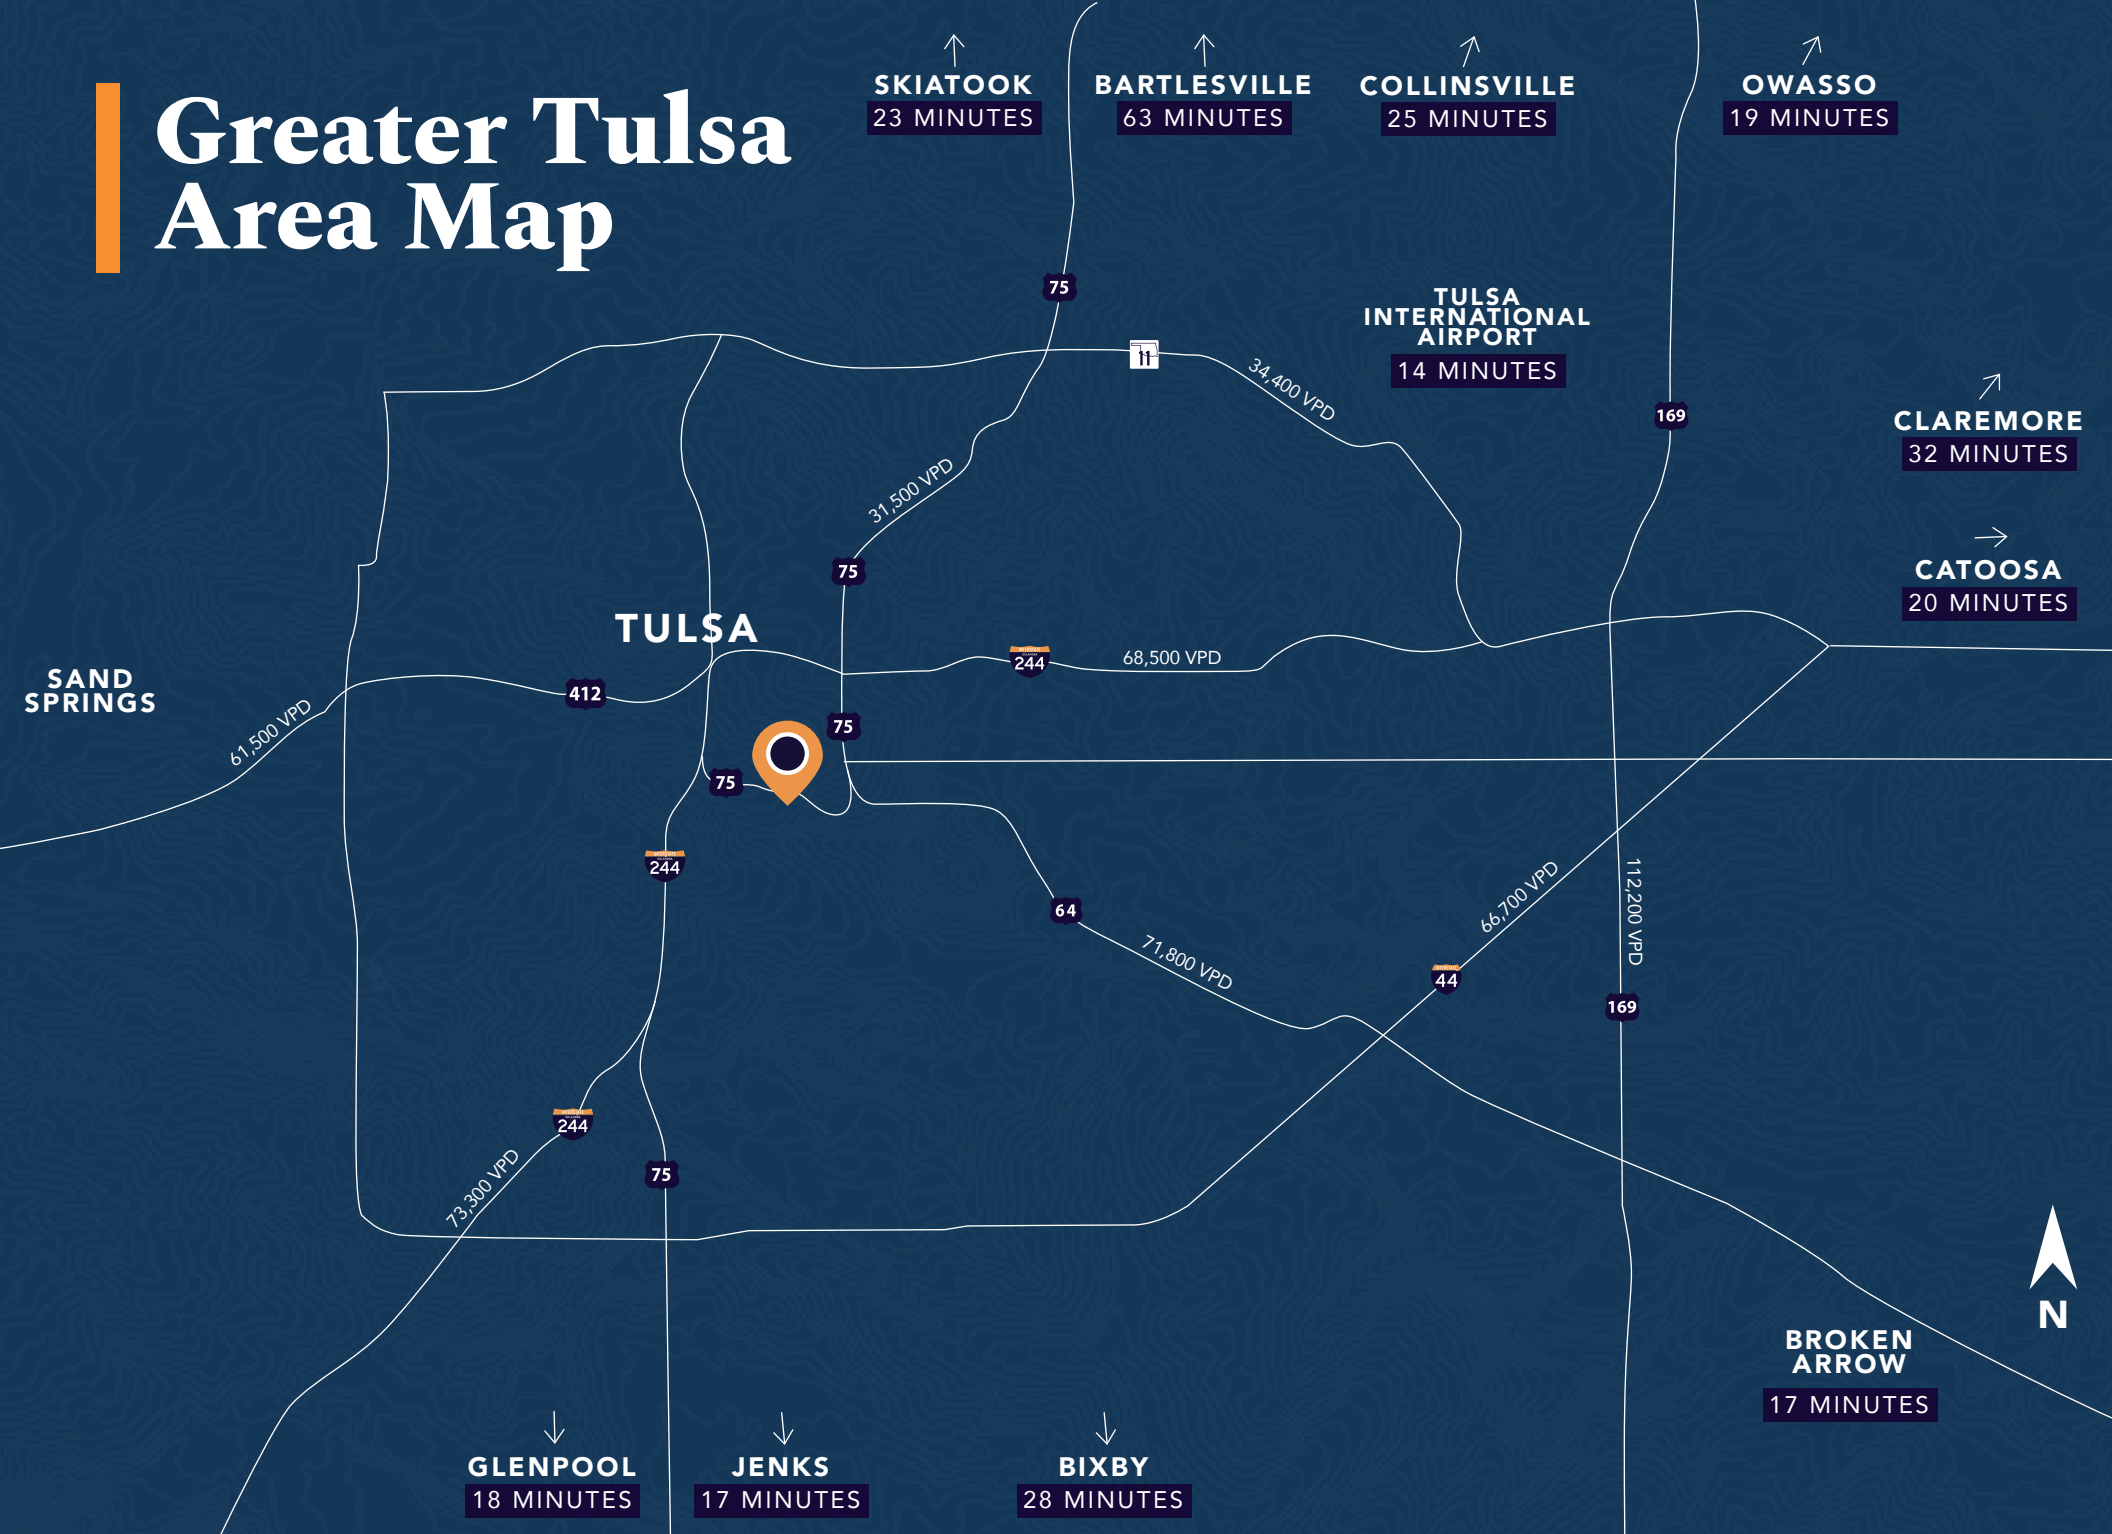 Greater Tulsa
Area Map
SKIATOOK
23 MINUTES
BARTLESVILLE
63 MINUTES
COLLINSVILLE
25 MINUTES
OWASSO
19 MINUTES
75
TULSA
INTERNATIONAL
AIRPORT
14 MINUTES
11
34,400 VPD
169
CLAREMORE
32 MINUTES
31,500 VPD
75
CATOOSA
20 MINUTES
TULSA
244
68,500 VPD
SAND
SPRINGS
412
61,500 VPD
75
75
244
64
66,700 VPD
112,200 VPD
71,800 VPD
44
169
244
73,300 VPD
75
N
BROKEN
ARROW
17 MINUTES
GLENPOOL
18 MINUTES
JENKS
17 MINUTES
BIXBY
28 MINUTES